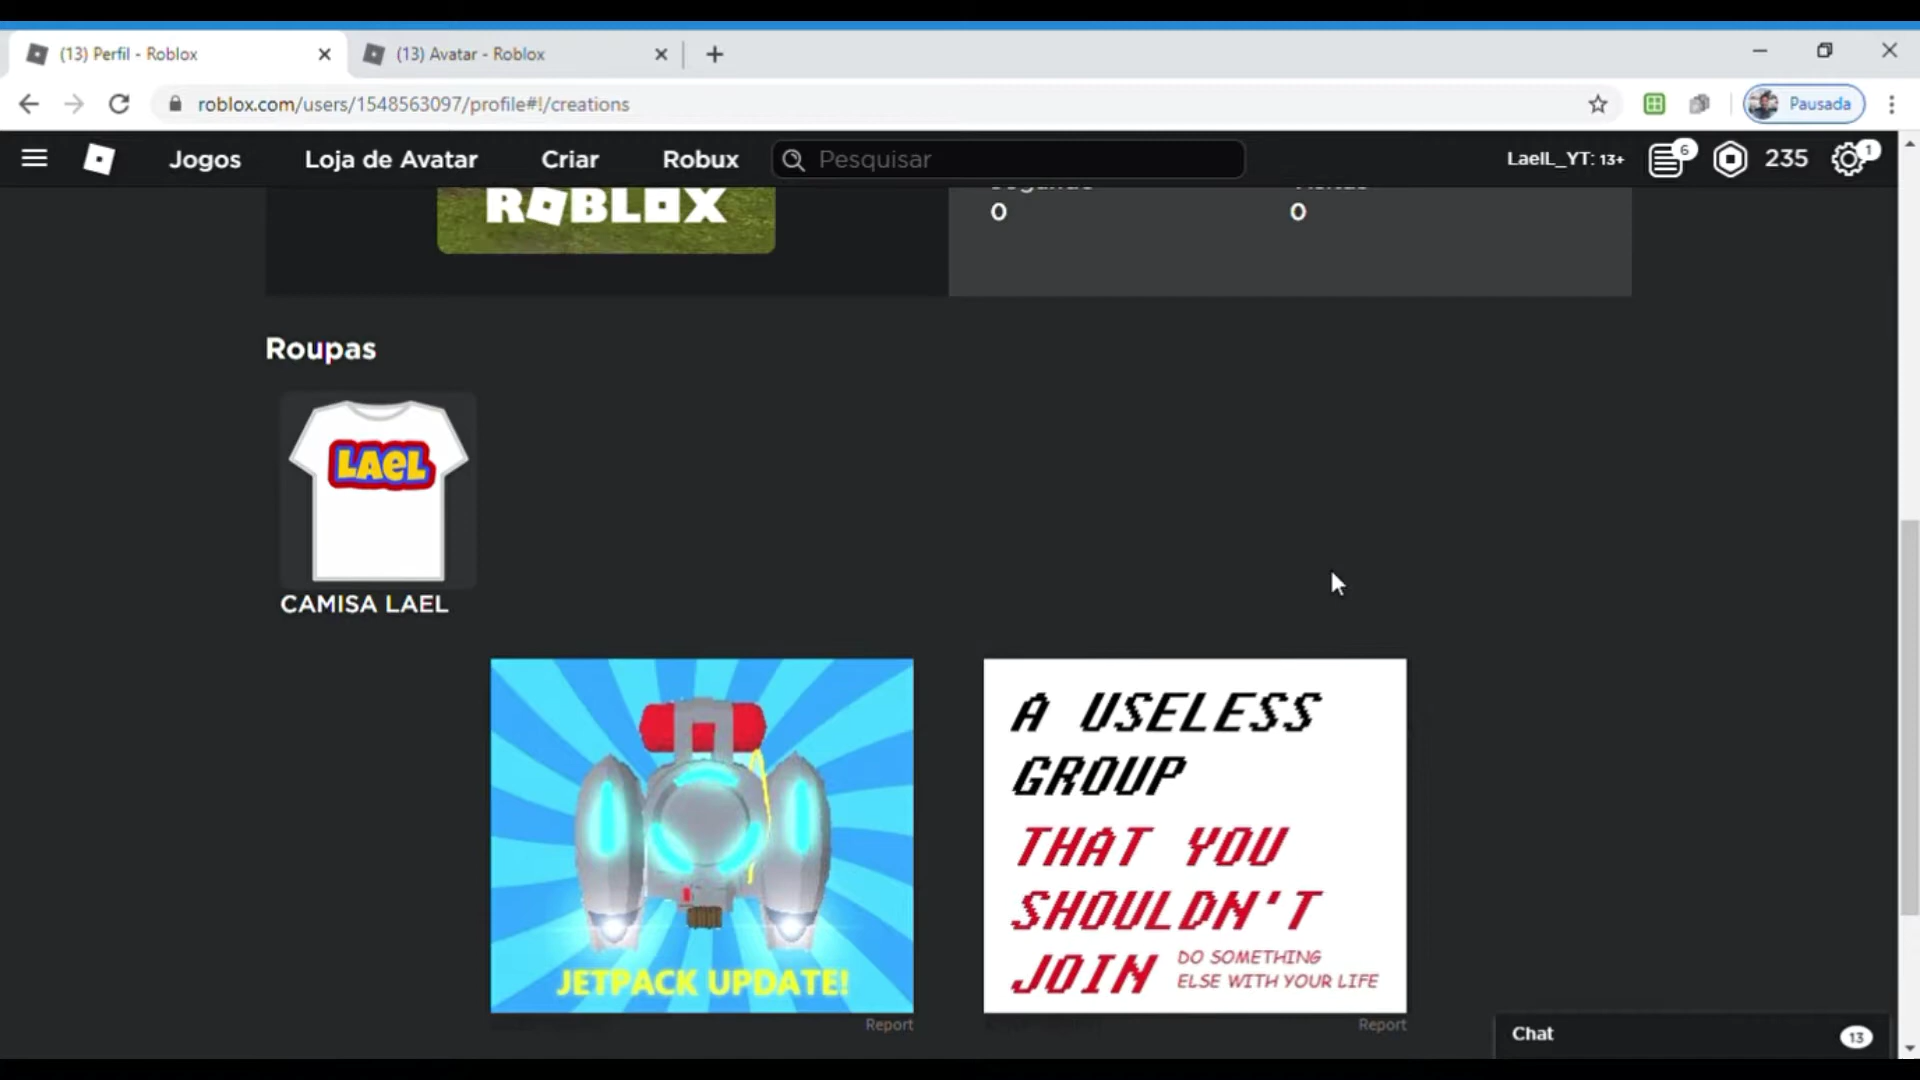 (13) Perfil - Roblox
(13) Avatar - Roblox
roblox.com/users/1548563097/profile#!/creations
Pausada
Jogos
Loja de Avatar
Criar
Robux
Pesquisar
LaelL_YT: 13+
6
235
1
ROBLOX
0
0
Roupas
LAEL
CAMISA LAEL
JETPACK UPDATE!
Report
A USELESS
GROUP
THAT YOU
SHOULDN'T
JOIN
DO SOMETHING
ELSE WITH YOUR LIFE
Report
Chat
13